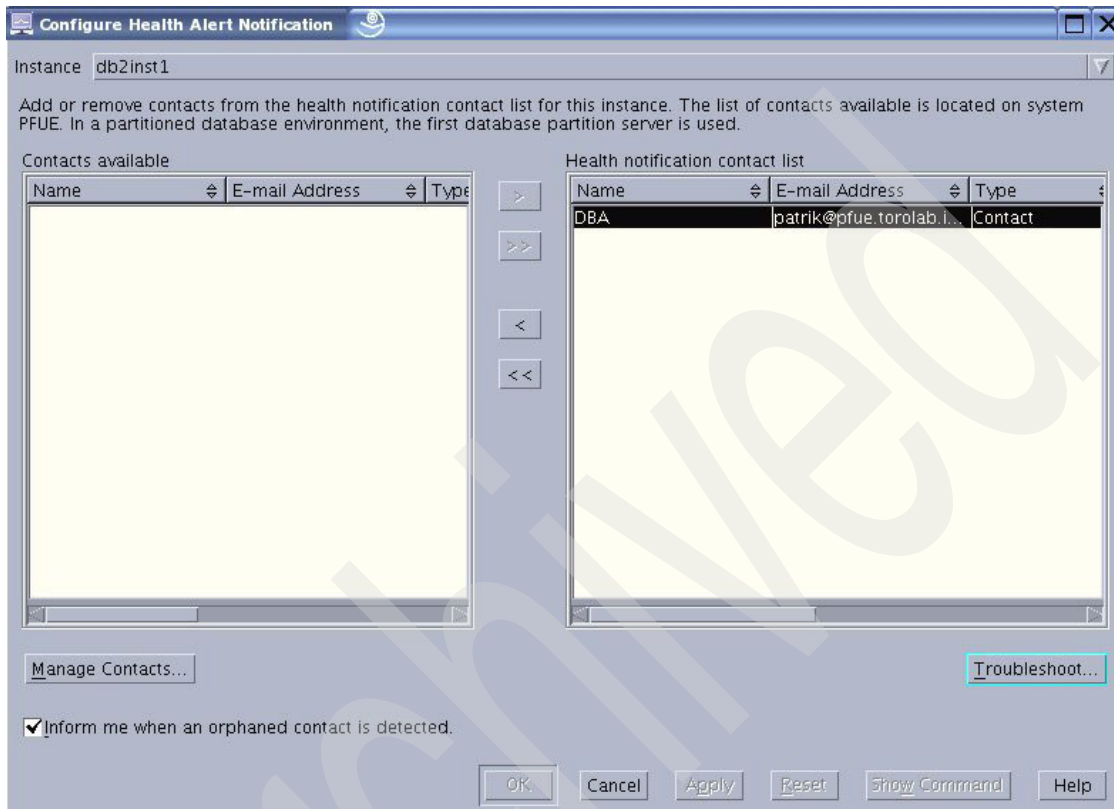 Configure Health Alert Notification
Instance db2inst1
Add or remove contacts from the health notification contact list for this instance. The list of contacts available is located on system
PFUE. In a partitioned database environment, the first database partition server is used.
Contacts available
Name E-mail Address Type
>
>>
<
<<
Health notification contact list
Name E-mail Address Type
DBA patrik@pfue.torolab.i... Contact
Manage Contacts...
Troubleshoot...
Inform me when an orphaned contact is detected.
OK Cancel Apply Reset Show Command Help